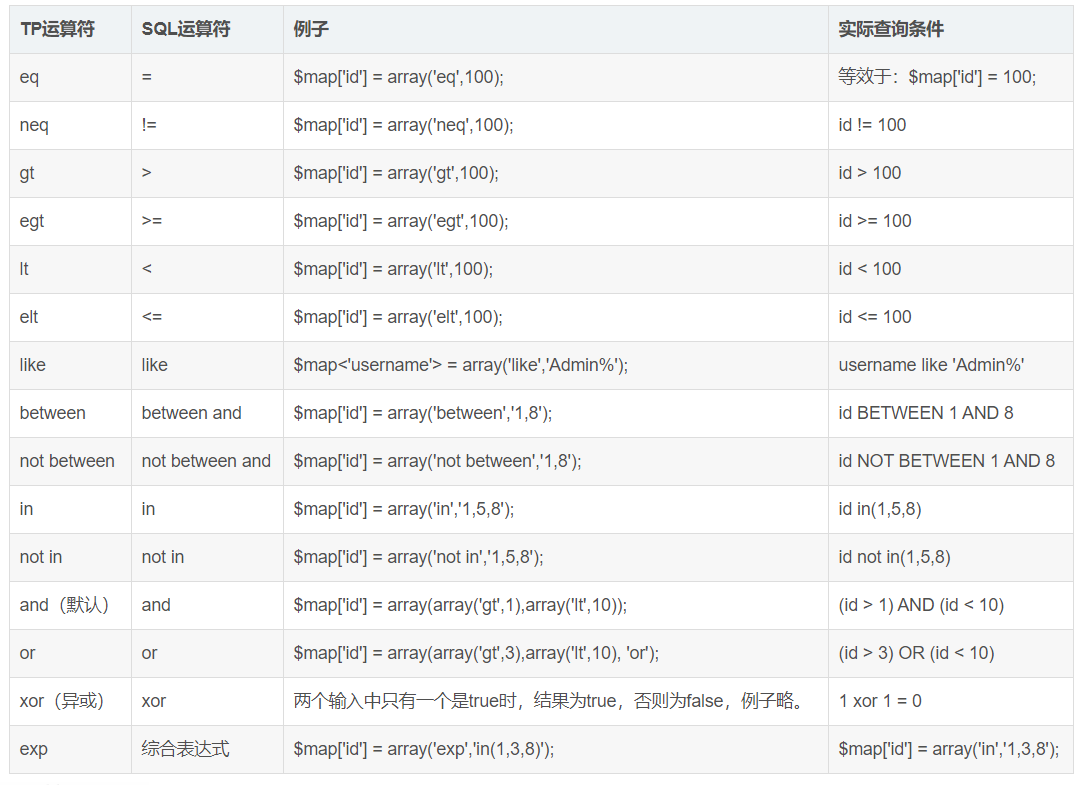 TP运算符 SQL运算符 例子 实际查询条件
eq = $map['id'] = array('eq',100); 等效于：$map['id'] = 100;
neq != $map['id'] = array('neq',100); id != 100
gt > $map['id'] = array('gt',100); id > 100
egt >= $map['id'] = array('egt',100); id >= 100
lt < $map['id'] = array('lt',100); id < 100
elt <= $map['id'] = array('elt',100); id <= 100
like like $map<'username'> = array('like','Admin%'); username like 'Admin%'
between between and $map['id'] = array('between','1,8'); id BETWEEN 1 AND 8
not between not between and $map['id'] = array('not between','1,8'); id NOT BETWEEN 1 AND 8
in in $map['id'] = array('in','1,5,8'); id in(1,5,8)
not in not in $map['id'] = array('not in','1,5,8'); id not in(1,5,8)
and（默认） and $map['id'] = array(array('gt',1),array('lt',10)); (id > 1) AND (id < 10)
or or $map['id'] = array(array('gt',3),array('lt',10), 'or'); (id > 3) OR (id < 10)
xor（异或） xor 两个输入中只有一个是true时，结果为true，否则为false，例子略。 1 xor 1 = 0
exp 综合表达式 $map['id'] = array('exp','in(1,3,8)'); $map['id'] = array('in','1,3,8');